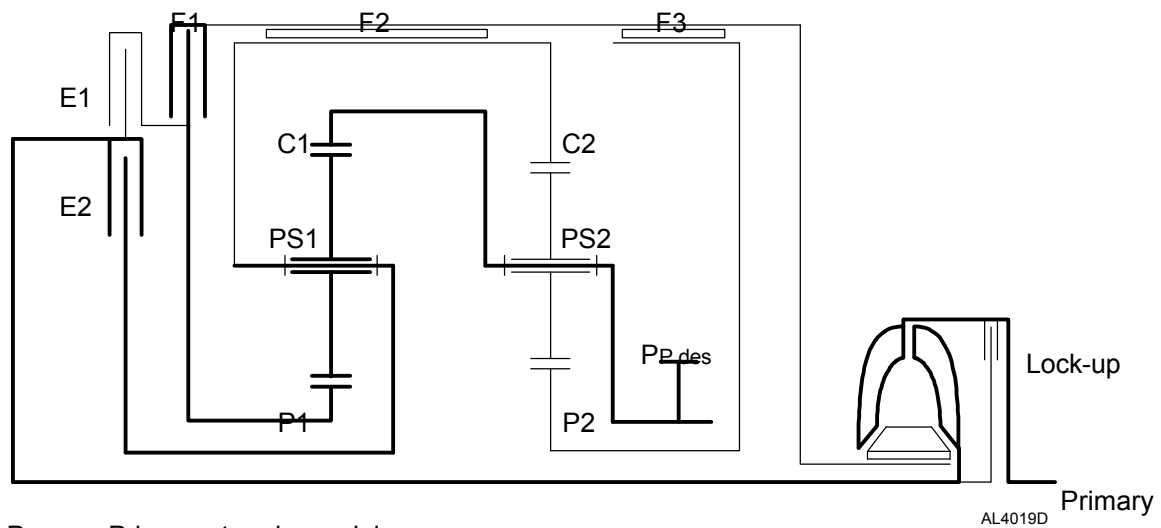 F1
F2
F3
E1
C1
C2
E2
PS1
PS2
PP des
Lock-up
P1
P2
Primary
AL4019D